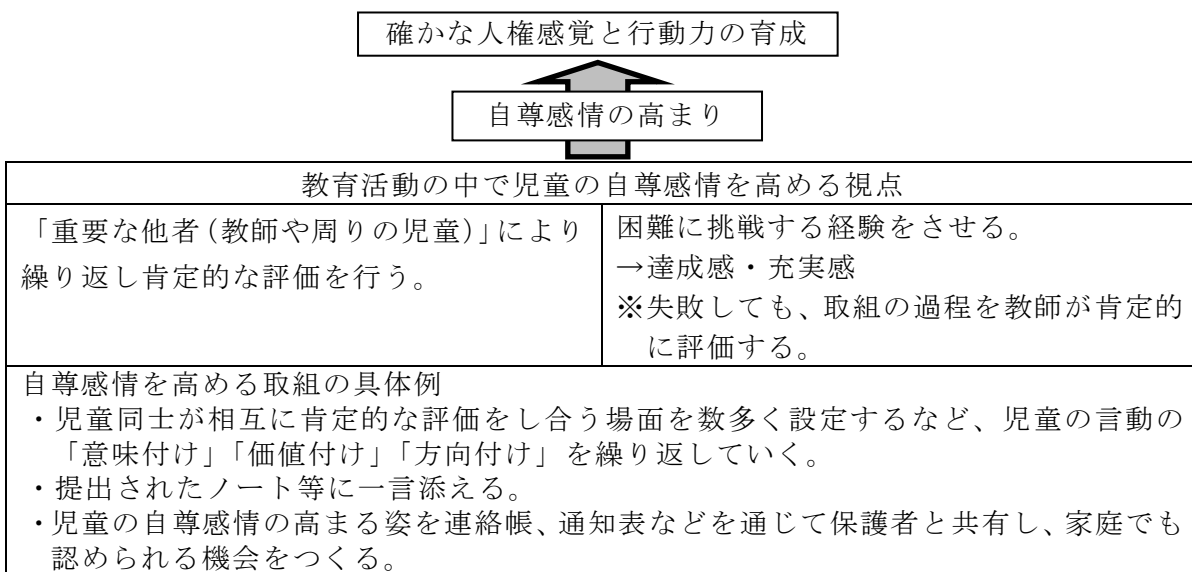 確かな人権感覚と行動力の育成
自尊感情の高まり
教育活動の中で児童の自尊感情を高める視点
「重要な他者(教師や周りの児童)」により
繰り返し肯定的な評価を行う。
困難に挑戦する経験をさせる。
→達成感・充実感
※失敗しても、取組の過程を教師が肯定的
に評価する。
自尊感情を高める取組の具体例
・児童同士が相互に肯定的な評価をし合う場面を数多く設定するなど、児童の言動の
「意味付け」「価値付け」「方向付け」を繰り返していく。
・提出されたノート等に一言添える。
・児童の自尊感情の高まる姿を連絡帳、通知表などを通じて保護者と共有し、家庭でも
認められる機会をつくる。